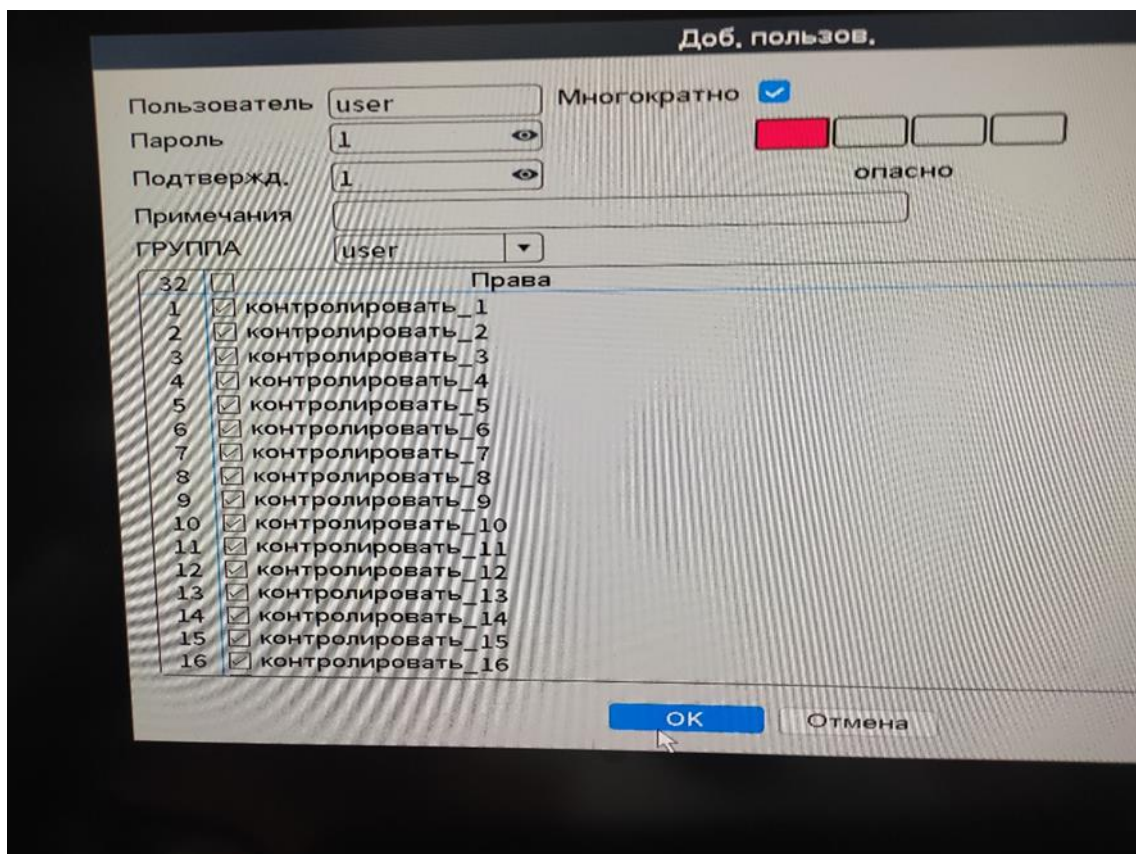 Доб. пользов.
Пользователь user Многократно
Пароль 1
опасно
Подтвержд. 1
Примечания
ГРУППА user
32 Права
1 контролировать_1
2 контролировать_2
3 контролировать_3
4 контролировать_4
5 контролировать_5
6 контролировать_6
7 контролировать_7
8 контролировать_8
9 контролировать_9
10 контролировать_10
11 контролировать_11
12 контролировать_12
13 контролировать_13
14 контролировать_14
15 контролировать_15
16 контролировать_16
OK Отмена